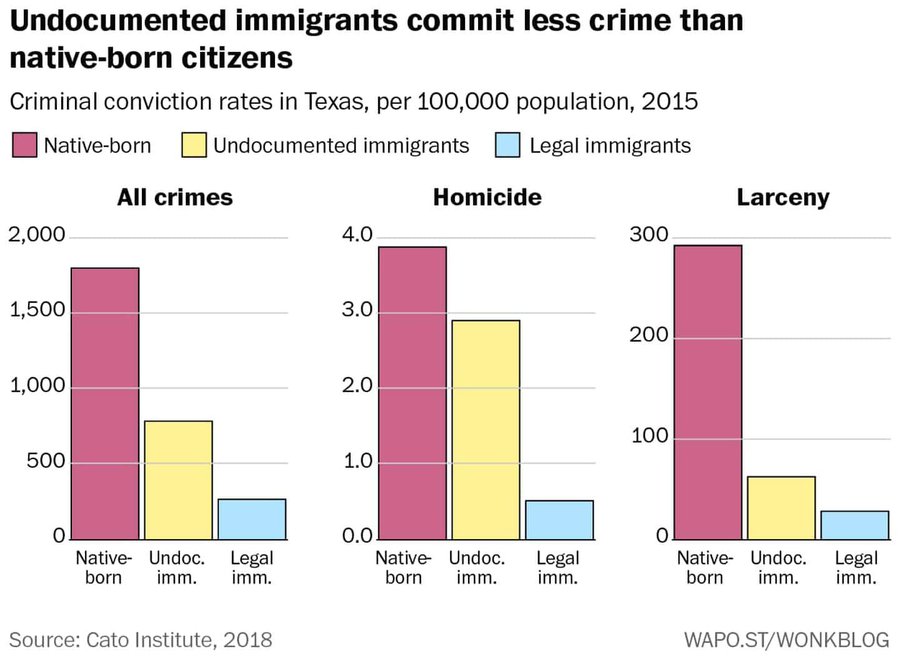 Undocumented immigrants commit less crime than
native-born citizens
Criminal conviction rates in Texas, per 100,000 population, 2015
Native-born Undocumented immigrants Legal immigrants
All crimes
2,000
1,500
1,000
500
0
Native-
born
Undoc.
imm.
Legal
imm.
Homicide
4.0
3.0
2.0
1.0
0.0
Native-
born
Undoc.
imm.
Legal
imm.
Larceny
300
200
100
0
Native-
born
Undoc.
imm.
Legal
imm.
Source: Cato Institute, 2018
WAPO.ST/WONKBLOG